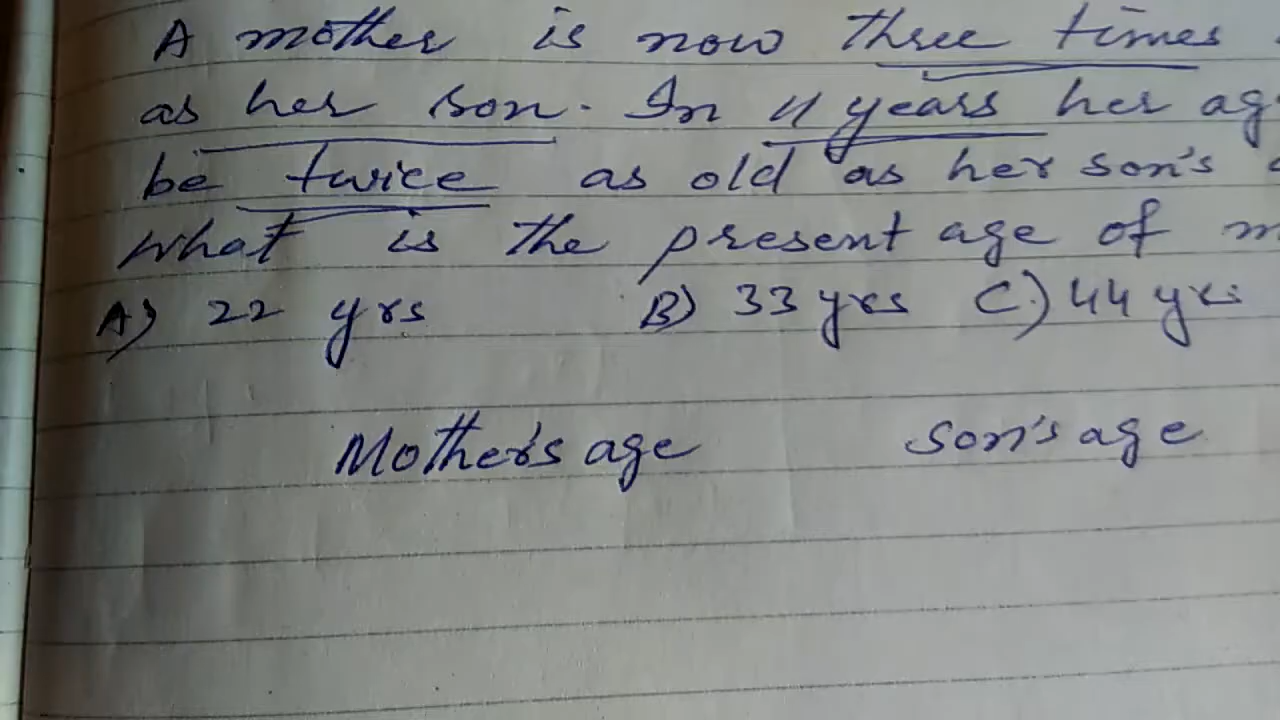 A mother is now three times
as her son. In 11 years her ag
be twice as old as her son's
what is the present age of m
A) 22 yrs B) 33 yrs C.) 44 yrs
Mother's age Son's age